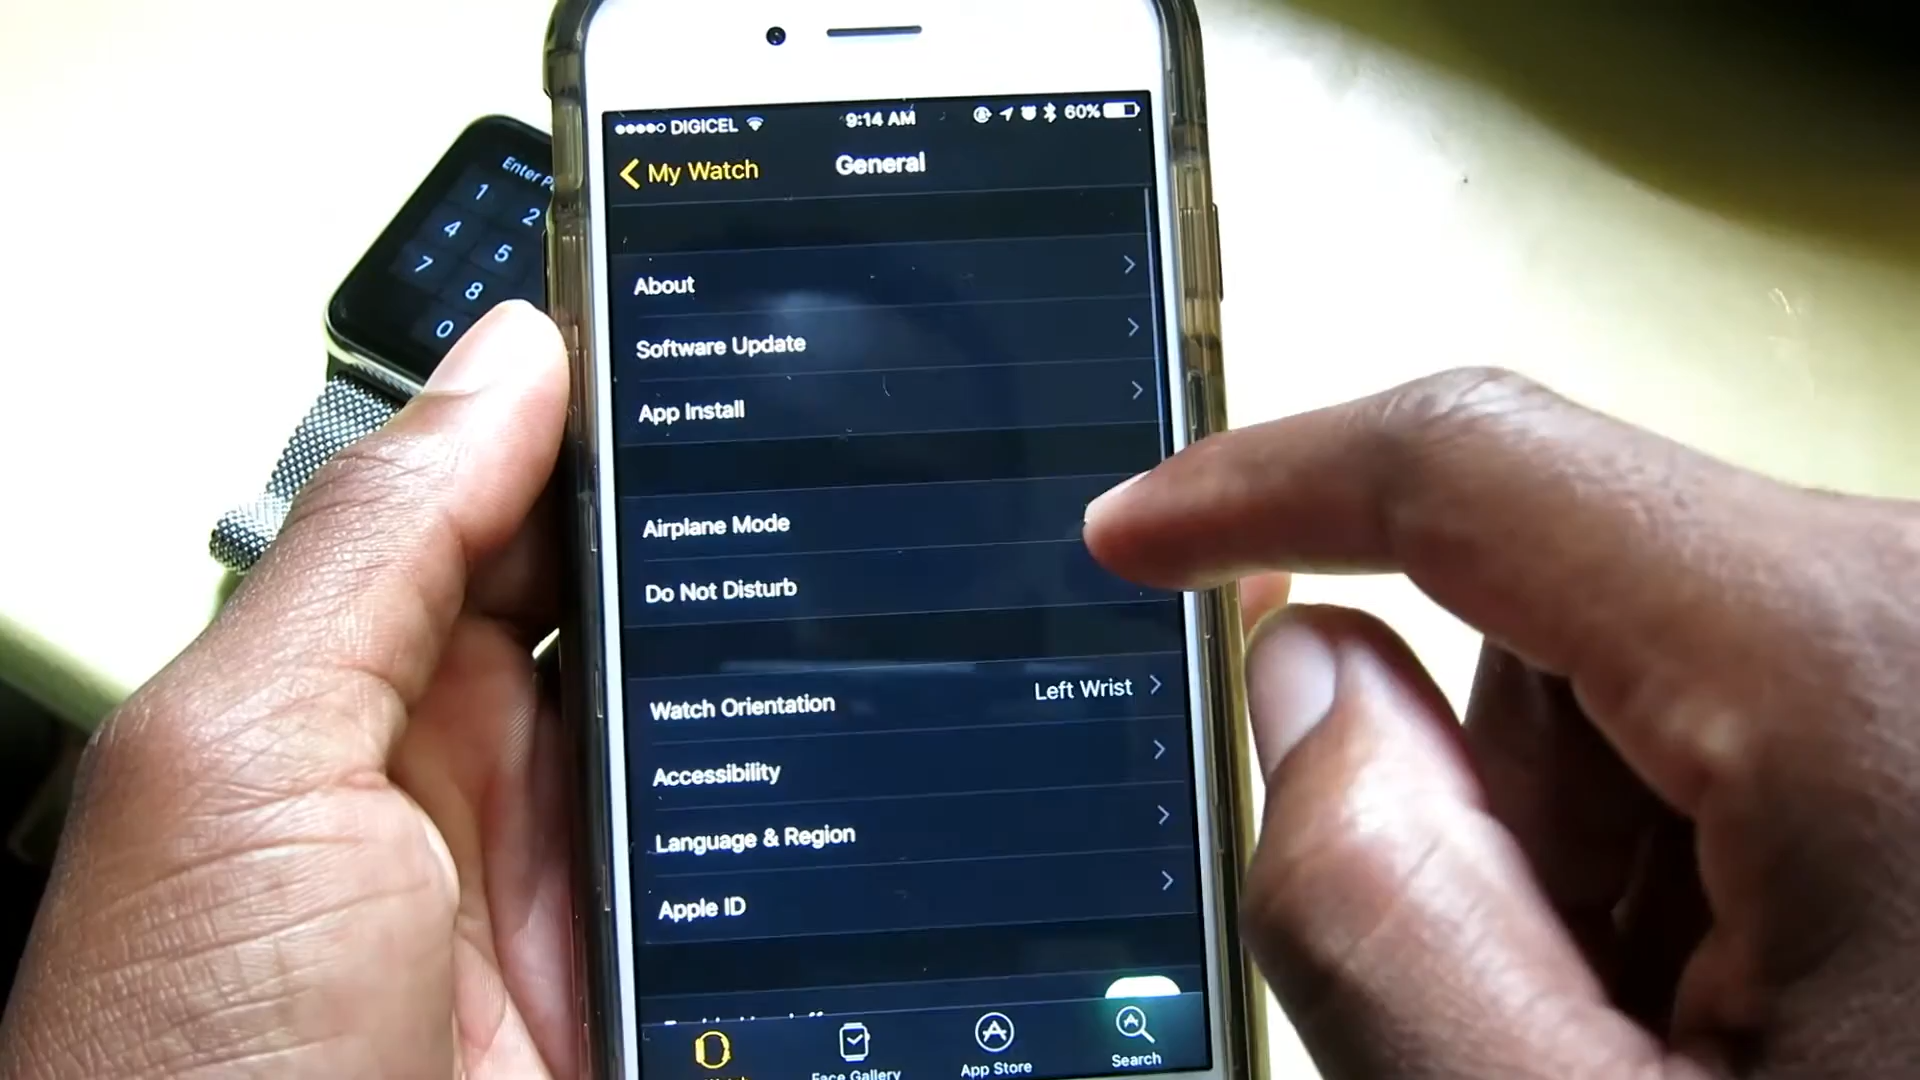 DIGICEL 9:14 AM 60%
My Watch General
About
Software Update
App Install
Airplane Mode
Do Not Disturb
Watch Orientation Left Wrist
Accessibility
Language & Region
Apple ID
Face Gallery App Store Search
Enter
1 2
4 5
7 8
0